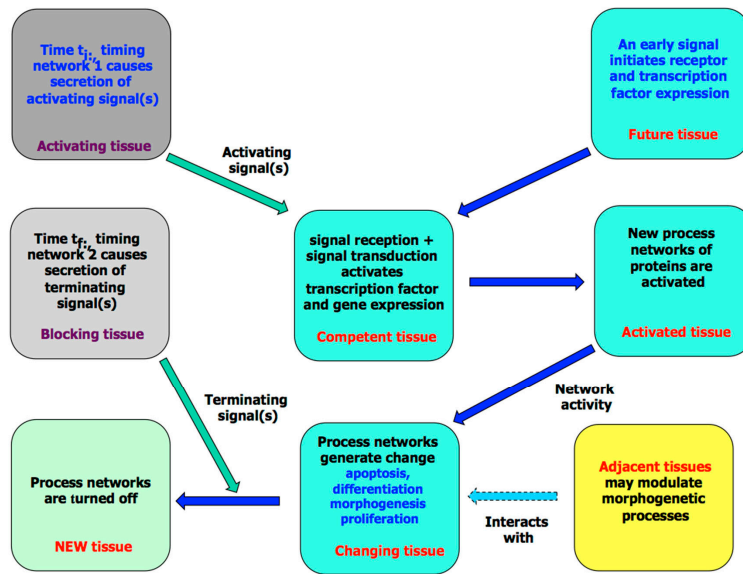 Time ti:, timing
network 1 causes
secretion of
activating signal(s)
Activating tissue
An early signal
initiates receptor
and transcription
factor expression
Future tissue
Activating
signal(s)
Time tf:, timing
network 2 causes
secretion of
terminating
signal(s)
Blocking tissue
signal reception +
signal transduction
activates
transcription factor
and gene expression
Competent tissue
New process
networks of
proteins are
activated
Activated tissue
Terminating
signal(s)
Network
activity
Process networks
are turned off
NEW tissue
Process networks
generate change
apoptosis,
differentiation
morphogenesis
proliferation
Changing tissue
Interacts
with
Adjacent tissues
may modulate
morphogenetic
processes